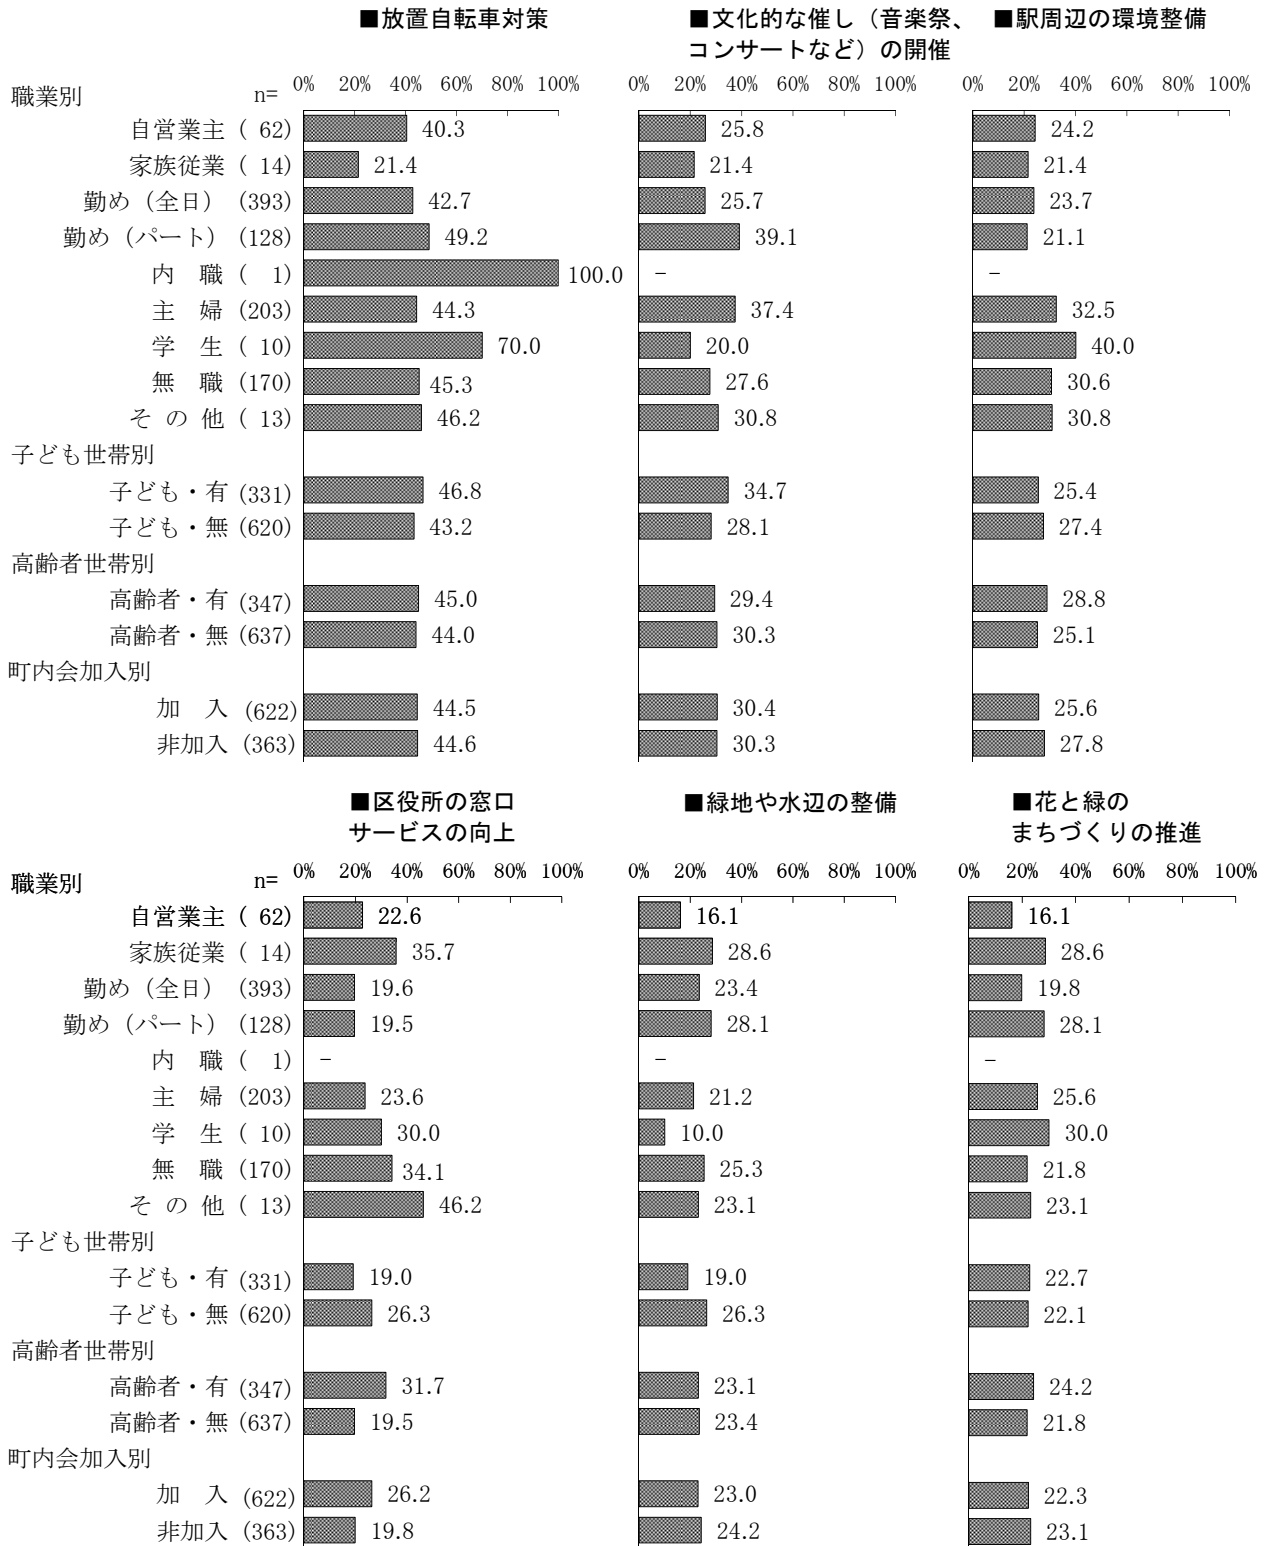 ■放置自転車対策 ■文化的な催し（音楽祭、 ■駅周辺の環境整備
コンサートなど）の開催
職業別 n= 0% 20% 40% 60% 80% 100% 0% 20% 40% 60% 80% 100% 0% 20% 40% 60% 80% 100%
自営業主 ( 62) 40.3 25.8 24.2
家族従業 ( 14) 21.4 21.4 21.4
勤め（全日） (393) 42.7 25.7 23.7
勤め（パート） (128) 49.2 39.1 21.1
内　職 ( 1) 100.0 − −
主　婦 (203) 44.3 37.4 32.5
学　生 ( 10) 70.0 20.0 40.0
無　職 (170) 45.3 27.6 30.6
そ の 他 ( 13) 46.2 30.8 30.8
子ども世帯別
子ども・有 (331) 46.8 34.7 25.4
子ども・無 (620) 43.2 28.1 27.4
高齢者世帯別
高齢者・有 (347) 45.0 29.4 28.8
高齢者・無 (637) 44.0 30.3 25.1
町内会加入別
加　入 (622) 44.5 30.4 25.6
非加入 (363) 44.6 30.3 27.8
■区役所の窓口 ■緑地や水辺の整備 ■花と緑の
サービスの向上 まちづくりの推進
職業別 n= 0% 20% 40% 60% 80% 100% 0% 20% 40% 60% 80% 100% 0% 20% 40% 60% 80% 100%
自営業主 ( 62) 22.6 16.1 16.1
家族従業 ( 14) 35.7 28.6 28.6
勤め（全日） (393) 19.6 23.4 19.8
勤め（パート） (128) 19.5 28.1 28.1
内　職 ( 1) − − −
主　婦 (203) 23.6 21.2 25.6
学　生 ( 10) 30.0 10.0 30.0
無　職 (170) 34.1 25.3 21.8
そ の 他 ( 13) 46.2 23.1 23.1
子ども世帯別
子ども・有 (331) 19.0 19.0 22.7
子ども・無 (620) 26.3 26.3 22.1
高齢者世帯別
高齢者・有 (347) 31.7 23.1 24.2
高齢者・無 (637) 19.5 23.4 21.8
町内会加入別
加　入 (622) 26.2 23.0 22.3
非加入 (363) 19.8 24.2 23.1